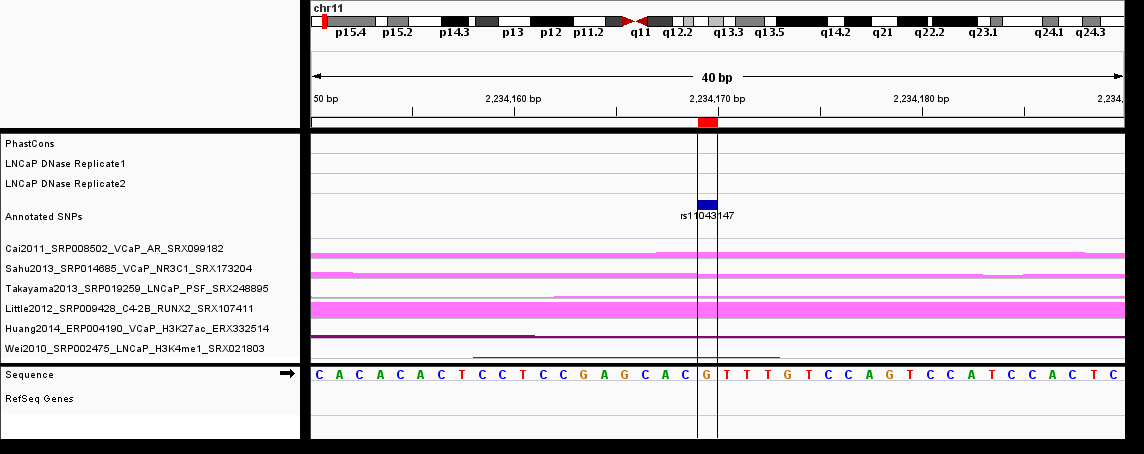 chr11
p15.4 p15.2 p14.3 p13 p12 p11.2 q11 q12.2 q13.3 q13.5 q14.2 q21 q22.2 q23.1 q24.1 q24.3
40 bp
50 bp 2,234,160 bp 2,234,170 bp 2,234,180 bp 2,234,
PhastCons
LNCaP DNase Replicate1
LNCaP DNase Replicate2
Annotated SNPs
rs11043147
Cai2011_SRP008502_VCaP_AR_SRX099182
Sahu2013_SRP014685_VCaP_NR3C1_SRX173204
Takayama2013_SRP019259_LNCaP_PSF_SRX248895
Little2012_SRP009428_C4-2B_RUNX2_SRX107411
Huang2014_ERP004190_VCaP_H3K27ac_ERX332514
Wei2010_SRP002475_LNCaP_H3K4me1_SRX021803
Sequence C A C A C A C T C C T C C G A G C A C G T T T G T C C A G T C C A T C C A C T C
RefSeq Genes